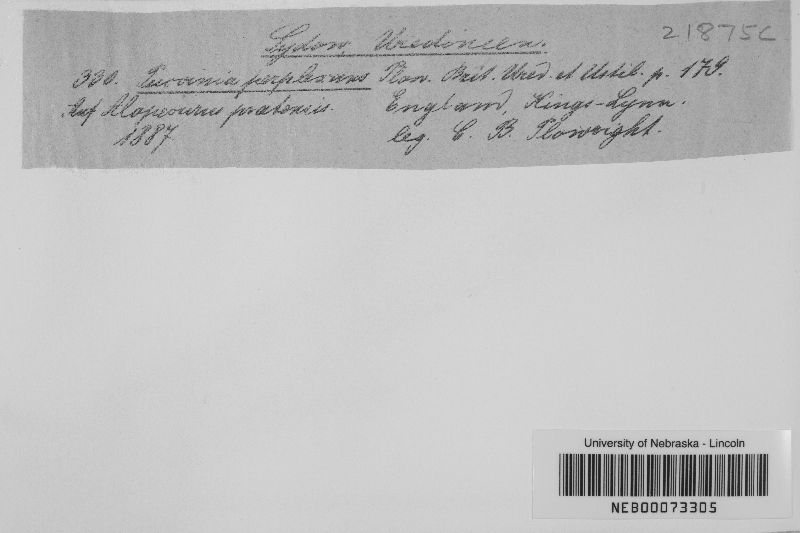 21875C
Sydow Uredineen.
330. Puccinia perplexans Plow. Brit. Ured. et Ustil. p. 179.
Auf Alopecurus pratensis. England, Kings-Lynn.
1887 leg. C. B. Plowright.
University of Nebraska - Lincoln
NEB00073305